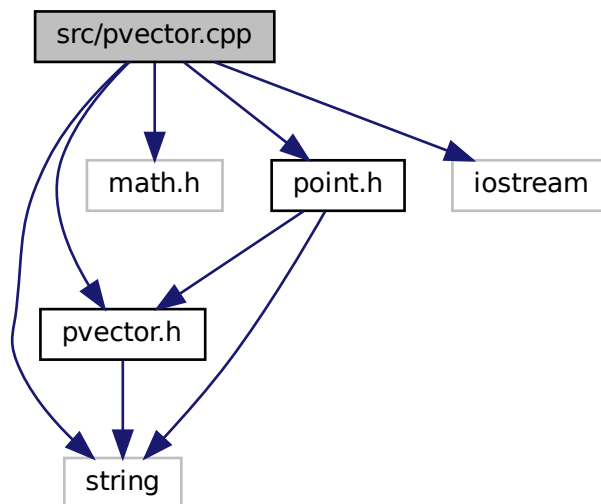 src/pvector.cpp
math.h
point.h
iostream
pvector.h
string